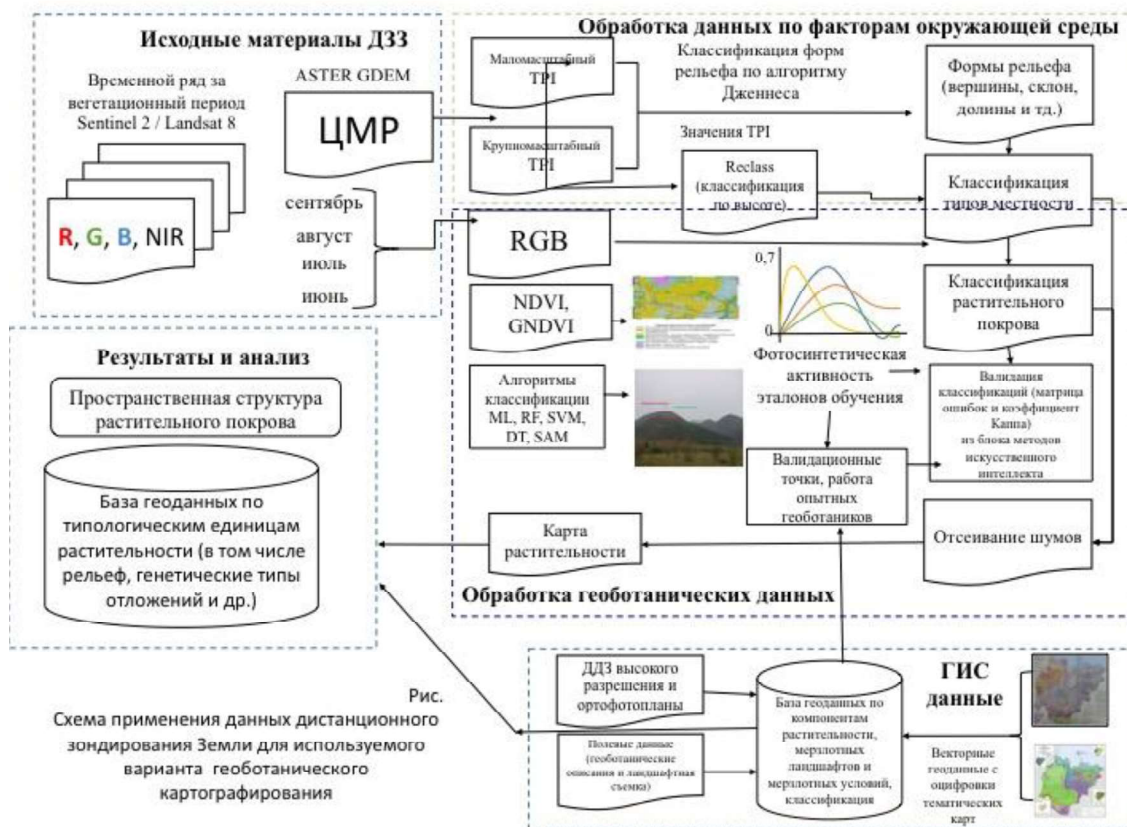 Исходные материалы ДЗЗ
Временной ряд за
вегетационный период
Sentinel 2 / Landsat 8
R, G, B, NIR
ASTER GDEM
ЦМР
сентябрь
август
июль
июнь
Обработка данных по факторам окружающей среды
Маломасштабный
TPI
Крупномасштабный
TPI
Классификация форм
рельефа по алгоритму
Дженнеса
Значения TPI
Reclass
(классификация
по высоте)
Формы рельефа
(вершины, склон,
долины и тд.)
Классификация
типов местности
RGB
NDVI,
GNDVI
Алгоритмы
классификации
ML, RF, SVM,
DT, SAM
0,7
0
Фотосинтетическая
активность
эталонов обучения
Классификация
растительного
покрова
Валидация
классификаций (матрица
ошибок и коэффициент
Каппа)
из блока методов
искусственного
интеллекта
Валидационные
точки, работа
опытных
геоботаников
Карта
растительности
Отсеивание шумов
Обработка геоботанических данных
Результаты и анализ
Пространственная структура
растительного покрова
База геоданных по
типологическим единицам
растительности (в том числе
рельеф, генетические типы
отложений и др.)
ДДЗ высокого
разрешения и
ортофотопланы
Полевые данные
(геоботанические
описания и ландшафтная
съемка)
База геоданных по
компонентам
растительности,
мерзлотных
ландшафтов и
мерзлотных условий,
классификация
ГИС
данные
Векторные
геоданные с
оцифровки
тематических
карт
Рис.
Схема применения данных дистанционного
зондирования Земли для используемого
варианта геоботанического
картографирования